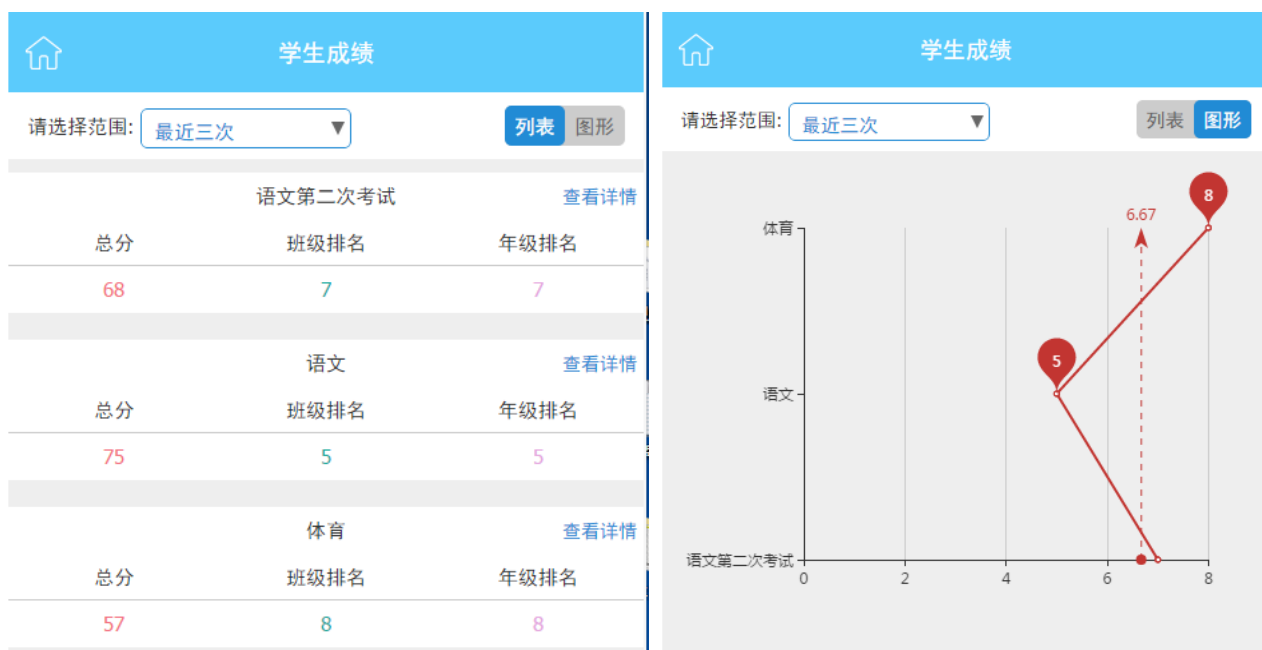 学生成绩
请选择范围: 最近三次 ▼ 列表 图形
语文第二次考试 查看详情
总分 班级排名 年级排名
68 7 7
语文 查看详情
总分 班级排名 年级排名
75 5 5
体育 查看详情
总分 班级排名 年级排名
57 8 8
学生成绩
请选择范围: 最近三次 ▼ 列表 图形
8
6.67
体育
5
语文
语文第二次考试
0 2 4 6 8